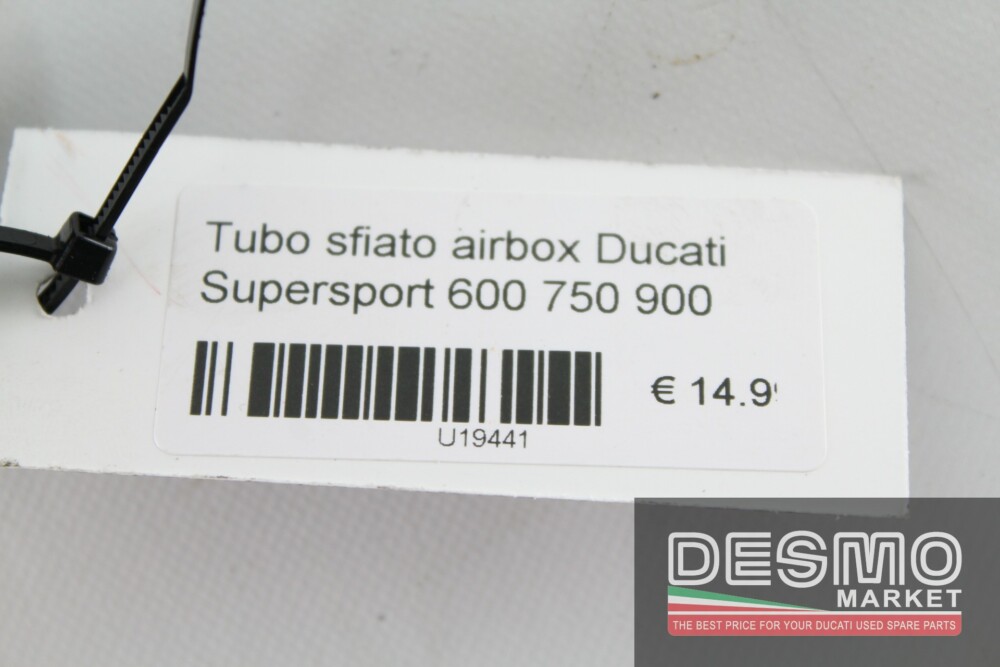 Tubo sfiato airbox Ducati
Supersport 600 750 900
€ 14.9
U19441
DESMO
MARKET
THE BEST PRICE FOR YOUR DUCATI USED SPARE PARTS